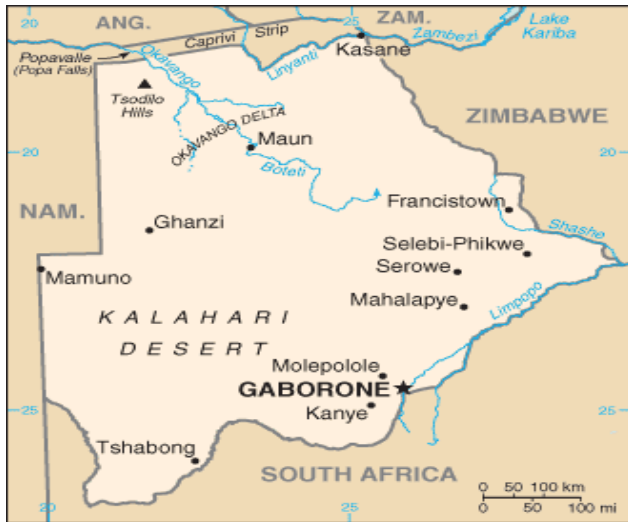 20
ANG.
25
ZAM.
Lake
Kariba
Caprivi
Strip
Zambezi
Popavalle
(Popa Falls)
Okavango
Linyanti
Kasane
Tsodilo
Hills
ZIMBABWE
OKAVANGO DELTA
20
Maun
20
Boteti
Francistown
NAM.
Ghanzi
Shashe
Selebi-Phikwe
Mamuno
Serowe
Mahalapye
Limpopo
KALAHARI
DESERT
Molepolole
GABORONE
25
Kanye
25
Tshabong
SOUTH AFRICA
0 50 100 km
0 50 100 mi
20
25